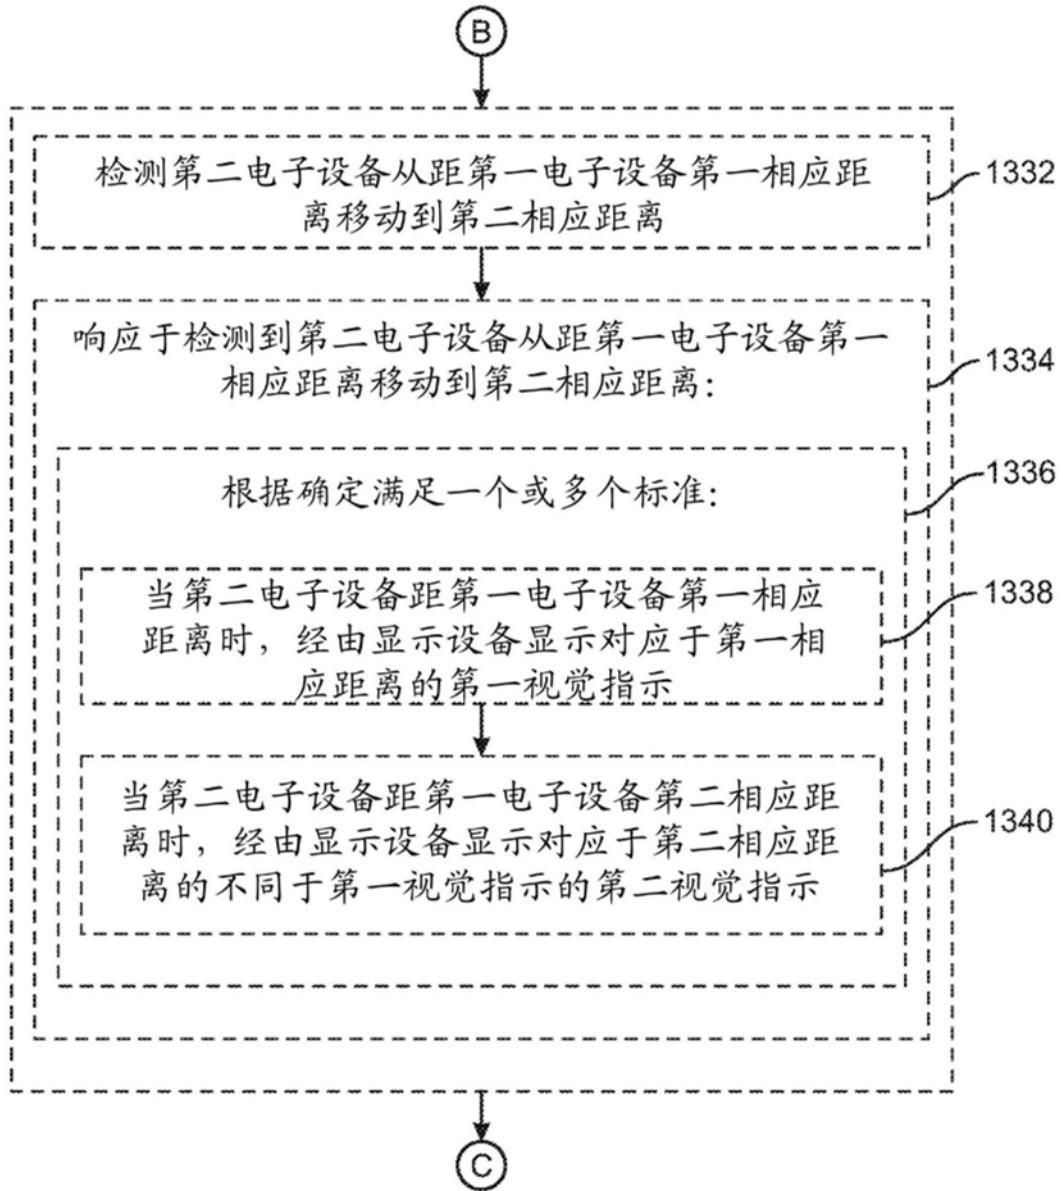 B
检测第二电子设备从距第一电子设备第一相应距
离移动到第二相应距离
1332
响应于检测到第二电子设备从距第一电子设备第一
相应距离移动到第二相应距离：
1334
根据确定满足一个或多个标准：
1336
当第二电子设备距第一电子设备第一相应
距离时，经由显示设备显示对应于第一相
应距离的第一视觉指示
1338
当第二电子设备距第一电子设备第二相应距
离时，经由显示设备显示对应于第二相应距
离的不同于第一视觉指示的第二视觉指示
1340
C